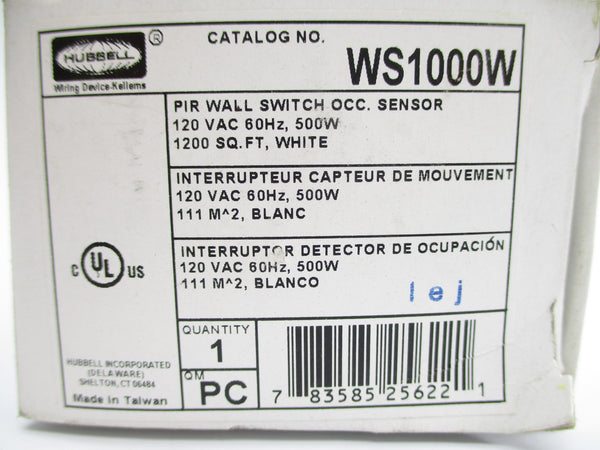 HUBBELL
®
Wiring Device-Kellems
CATALOG NO.
WS1000W
PIR WALL SWITCH OCC. SENSOR
120 VAC 60Hz, 500W
1200 SQ.FT, WHITE
INTERRUPTEUR CAPTEUR DE MOUVEMENT
120 VAC 60Hz, 500W
111 M^2, BLANC
INTERRUPTOR DETECTOR DE OCUPACIÓN
120 VAC 60Hz, 500W
111 M^2, BLANCO
lej
C UL US
HUBBELL INCORPORATED
(DELAWARE)
SHELTON, CT 06484
Made in Taiwan
QUANTITY
1
QM
PC
7 83585 25622 1